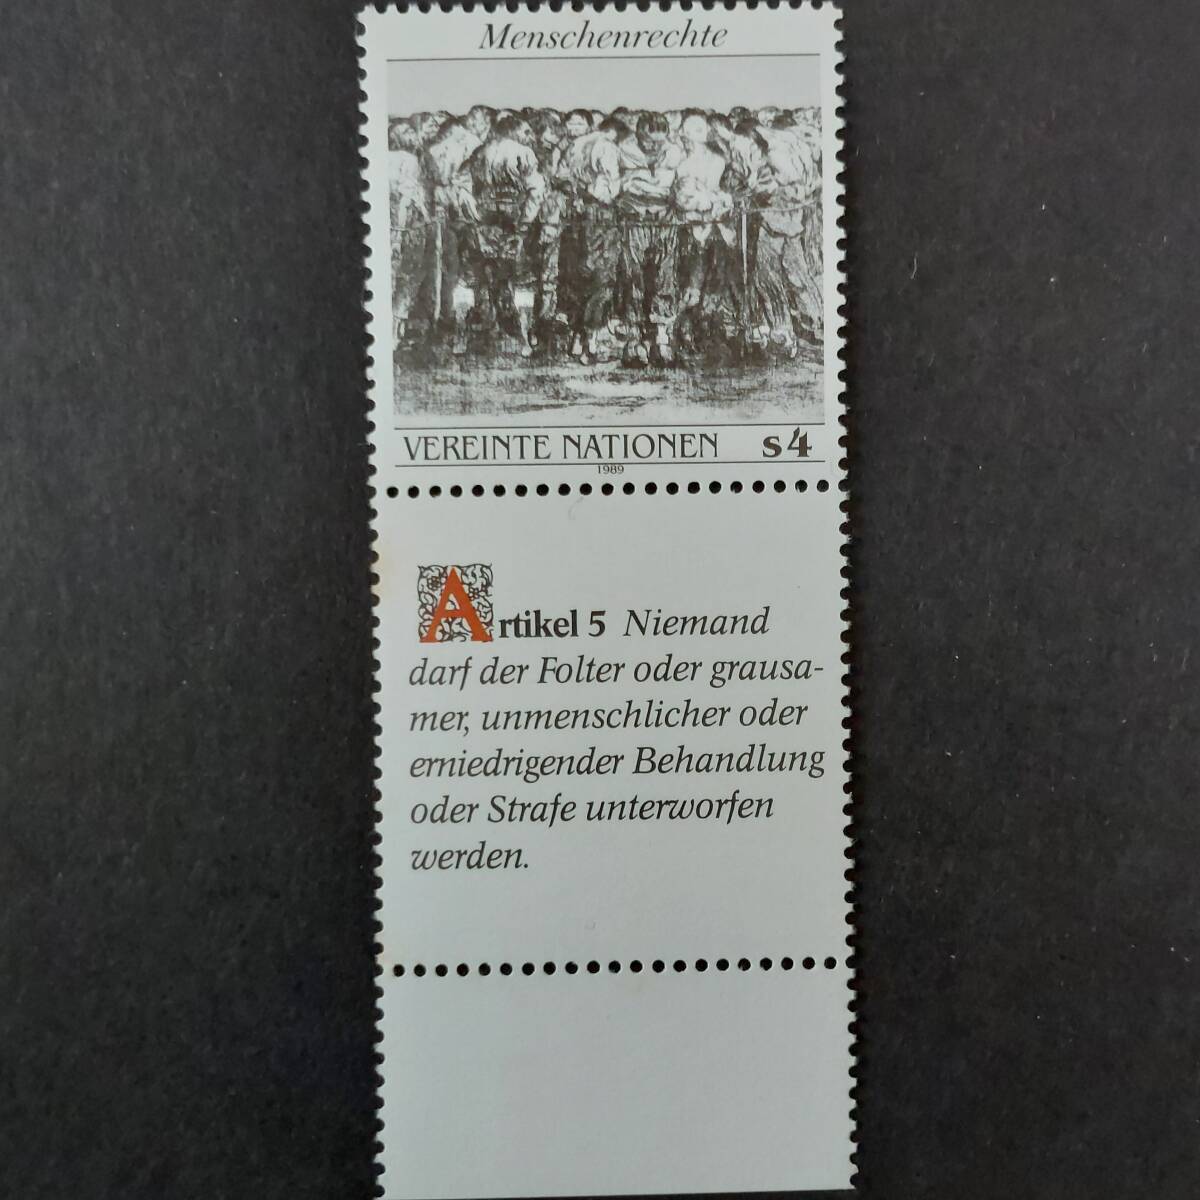 Menschenrechte
VEREINTE NATIONEN s4
1989
Artikel 5 Niemand
darf der Folter oder grausa-
mer, unmenschlicher oder
erniedrigender Behandlung
oder Strafe unterworfen
werden.